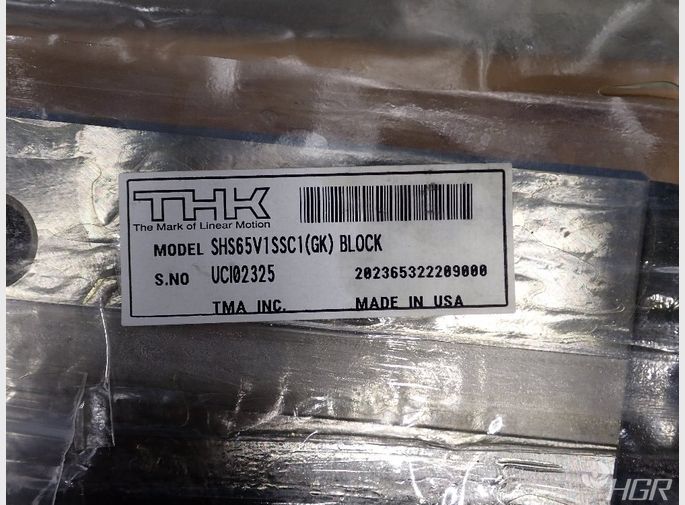 THK
The Mark of Linear Motion
MODEL SHS65V1SSC1(GK) BLOCK
S.NO UCI02325 202365322209000
TMA INC. MADE IN USA
HGR